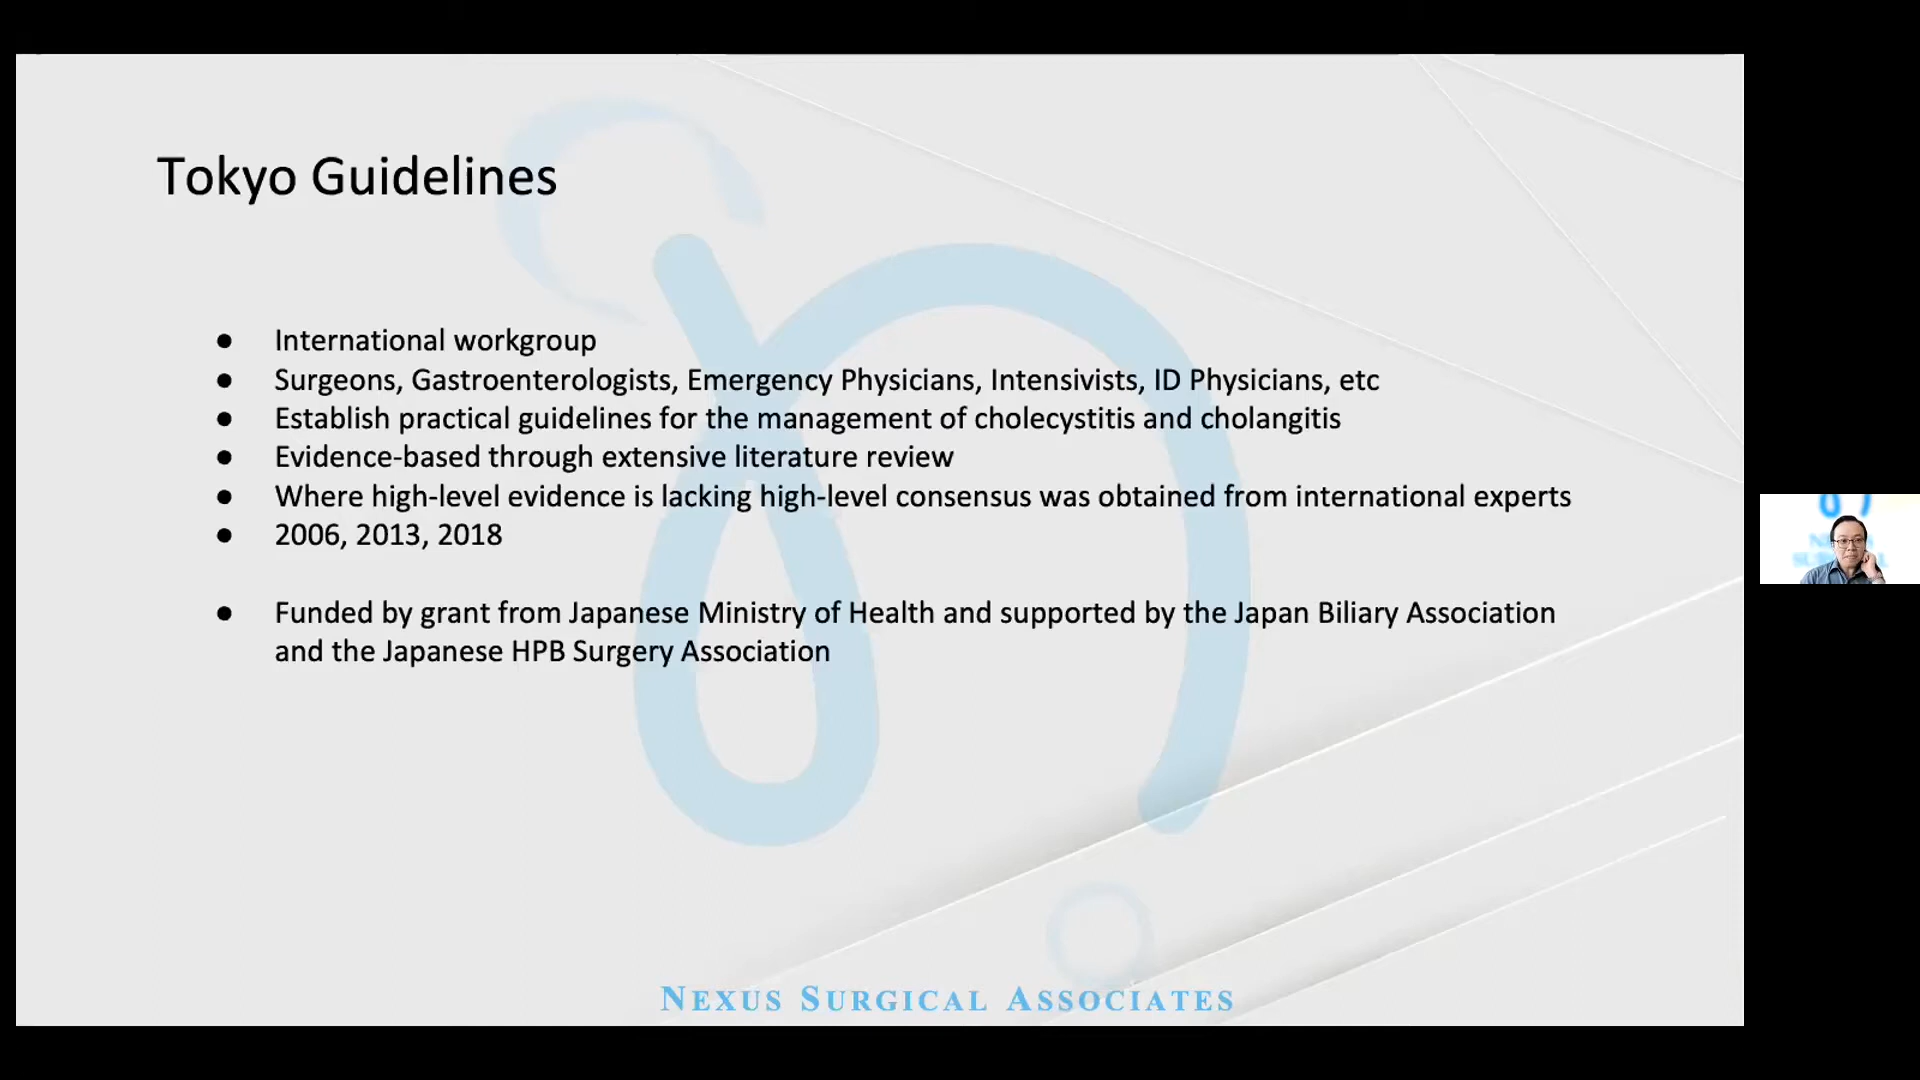 Tokyo Guidelines
● International workgroup
● Surgeons, Gastroenterologists, Emergency Physicians, Intensivists, ID Physicians, etc
● Establish practical guidelines for the management of cholecystitis and cholangitis
● Evidence-based through extensive literature review
● Where high-level evidence is lacking high-level consensus was obtained from international experts
● 2006, 2013, 2018
● Funded by grant from Japanese Ministry of Health and supported by the Japan Biliary Association
and the Japanese HPB Surgery Association
NEXUS SURGICAL ASSOCIATES